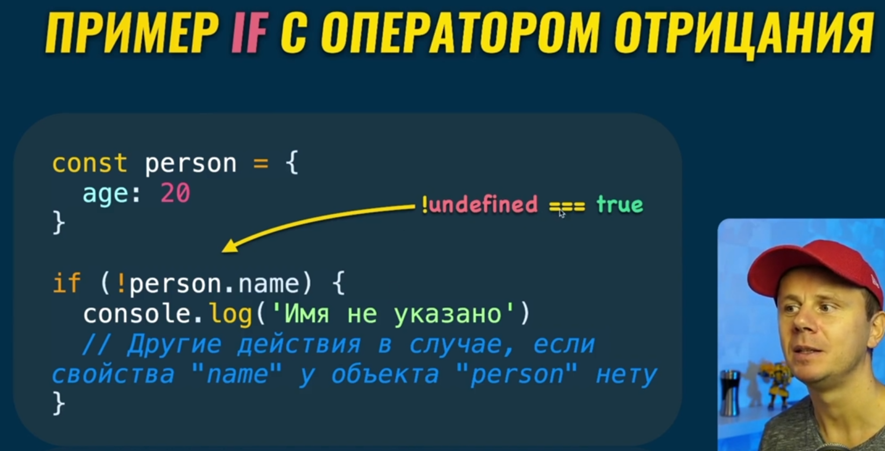 ПРИМЕР IF С ОПЕРАТОРОМ ОТРИЦАНИЯ
const person = {
age: 20
}
!undefined === true
if (!person.name) {
console.log('Имя не указано')
// Другие действия в случае, если
свойства "name" у объекта "person" нету
}